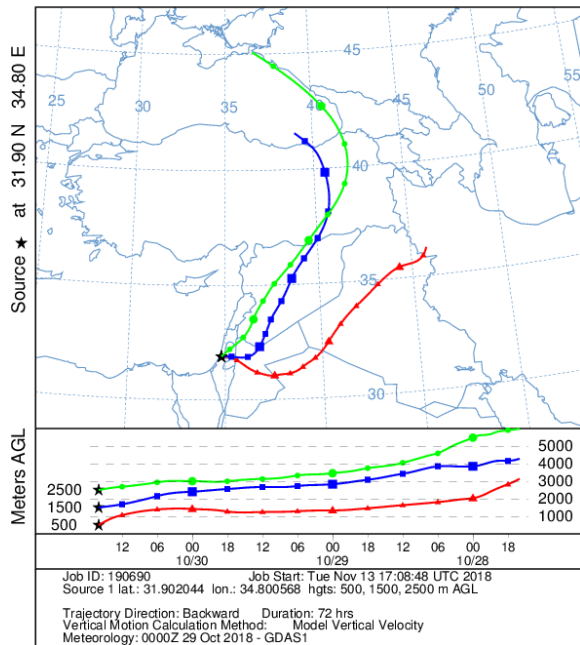 45
50
55
25
30
35
40
45
40
35
30
Source ★ at 31.90 N 34.80 E
Meters AGL
2500
1500
500
5000
4000
3000
2000
1000
12 06 00 18 12 06 00 18 12 06 00 18
10/30 10/29 10/28
Job ID: 190690 Job Start: Tue Nov 13 17:08:48 UTC 2018
Source 1 lat.: 31.902044 lon.: 34.800568 hgts: 500, 1500, 2500 m AGL
Trajectory Direction: Backward Duration: 72 hrs
Vertical Motion Calculation Method: Model Vertical Velocity
Meteorology: 0000Z 29 Oct 2018 - GDAS1